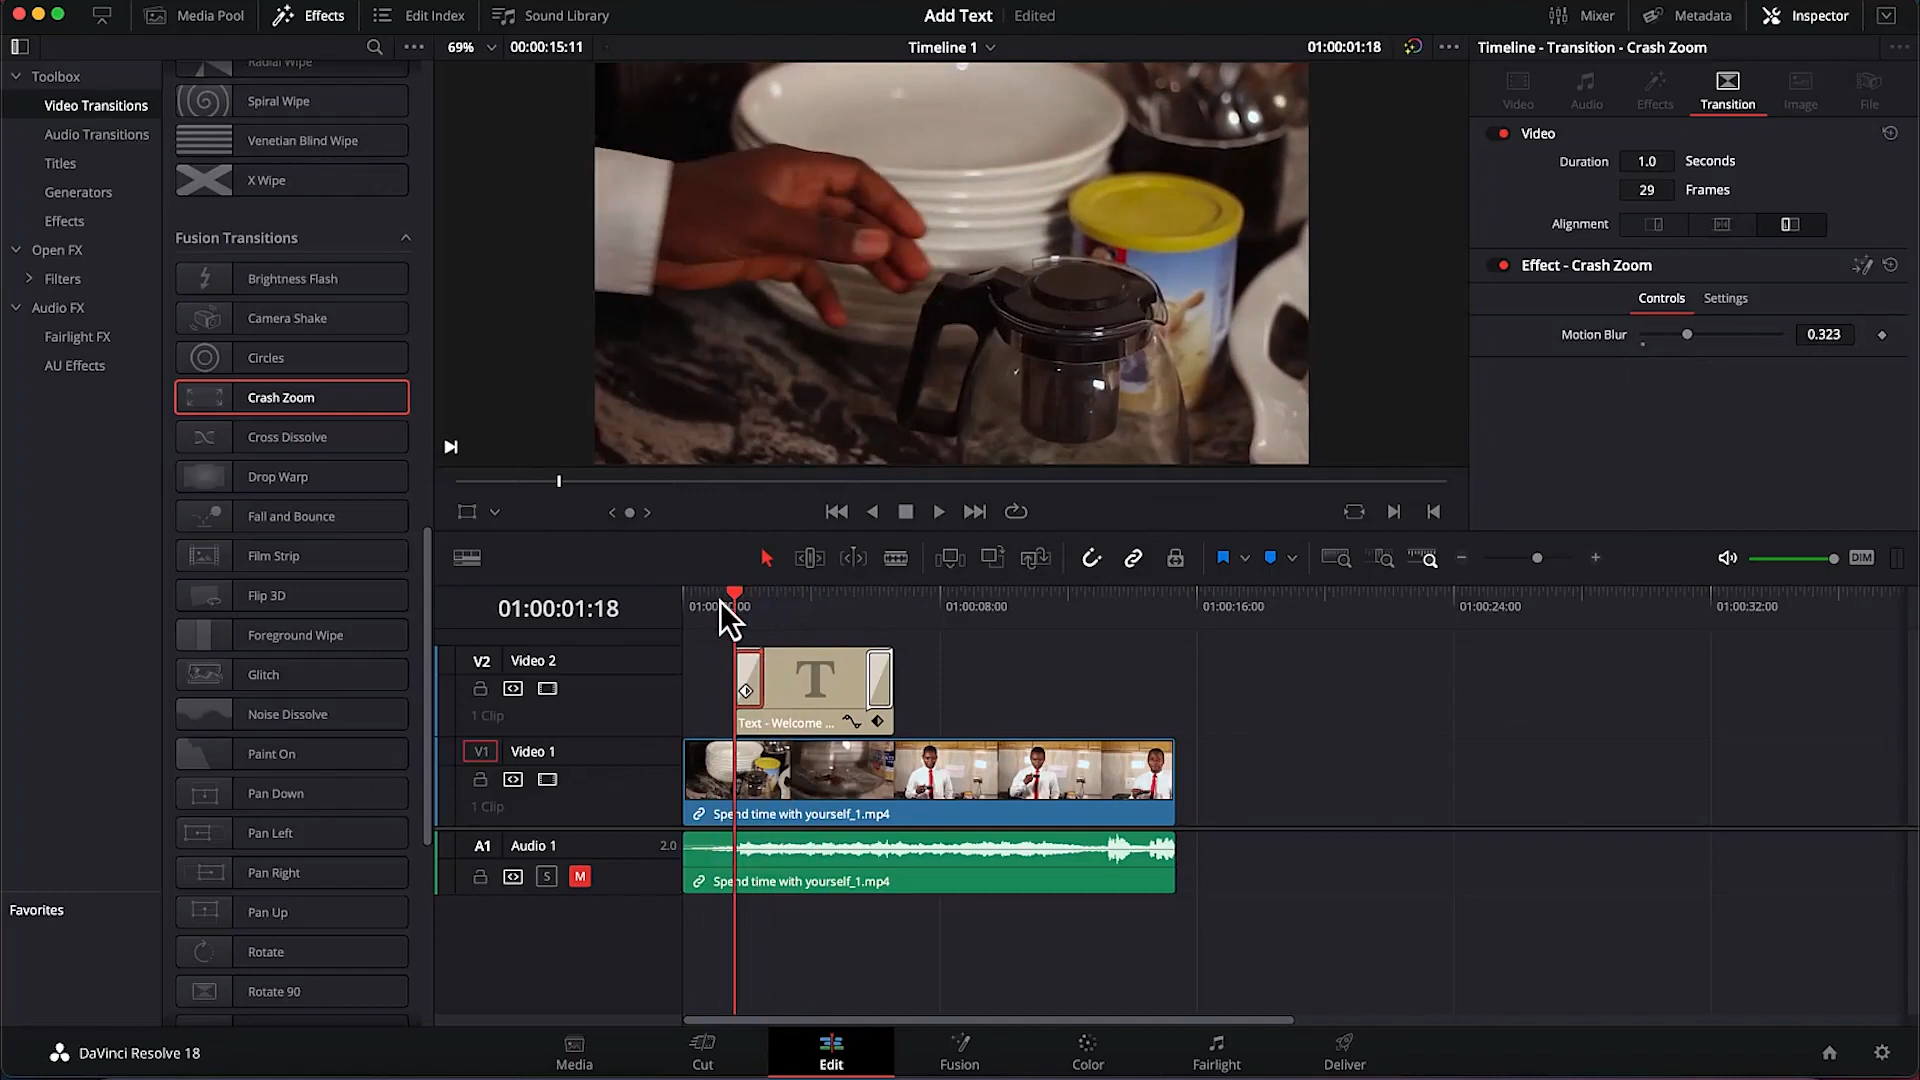 Media Pool
Effects
Edit Index
Sound Library
Add Text
Edited
Mixer
Metadata
Inspector
69%
00:00:15:11
Timeline 1
01:00:01:18
Timeline - Transition - Crash Zoom
Toolbox
Video Transitions
Audio Transitions
Titles
Generators
Effects
Open FX
Filters
Audio FX
Fairlight FX
AU Effects
Favorites
Radial Wipe
Spiral Wipe
Venetian Blind Wipe
X Wipe
Fusion Transitions
Brightness Flash
Camera Shake
Circles
Crash Zoom
Cross Dissolve
Drop Warp
Fall and Bounce
Film Strip
Flip 3D
Foreground Wipe
Glitch
Noise Dissolve
Paint On
Pan Down
Pan Left
Pan Right
Pan Up
Rotate
Rotate 90
Video
Audio
Effects
Transition
Image
File
Video
Duration
1.0
Seconds
29
Frames
Alignment
Effect - Crash Zoom
Controls
Settings
Motion Blur
0.323
DIM
01:00:01:18
01:00:08:00
01:00:16:00
01:00:24:00
01:00:32:00
V2
Video 2
1 Clip
T
Text - Welcome ...
V1
Video 1
1 Clip
Spend time with yourself_1.mp4
A1
Audio 1
2.0
S
M
Spend time with yourself_1.mp4
DaVinci Resolve 18
Media
Cut
Edit
Fusion
Color
Fairlight
Deliver